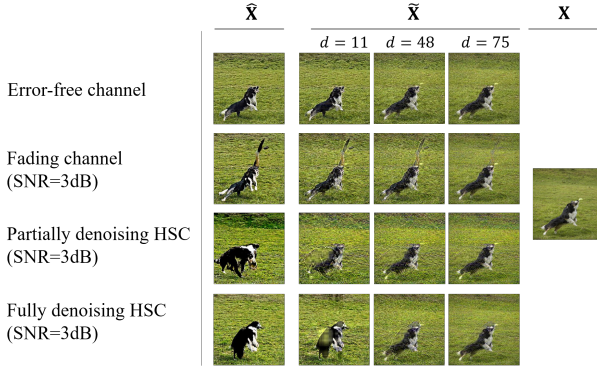 X̂ X̃ X
d = 11 d = 48 d = 75
Error-free channel
Fading channel
(SNR=3dB)
Partially denoising HSC
(SNR=3dB)
Fully denoising HSC
(SNR=3dB)